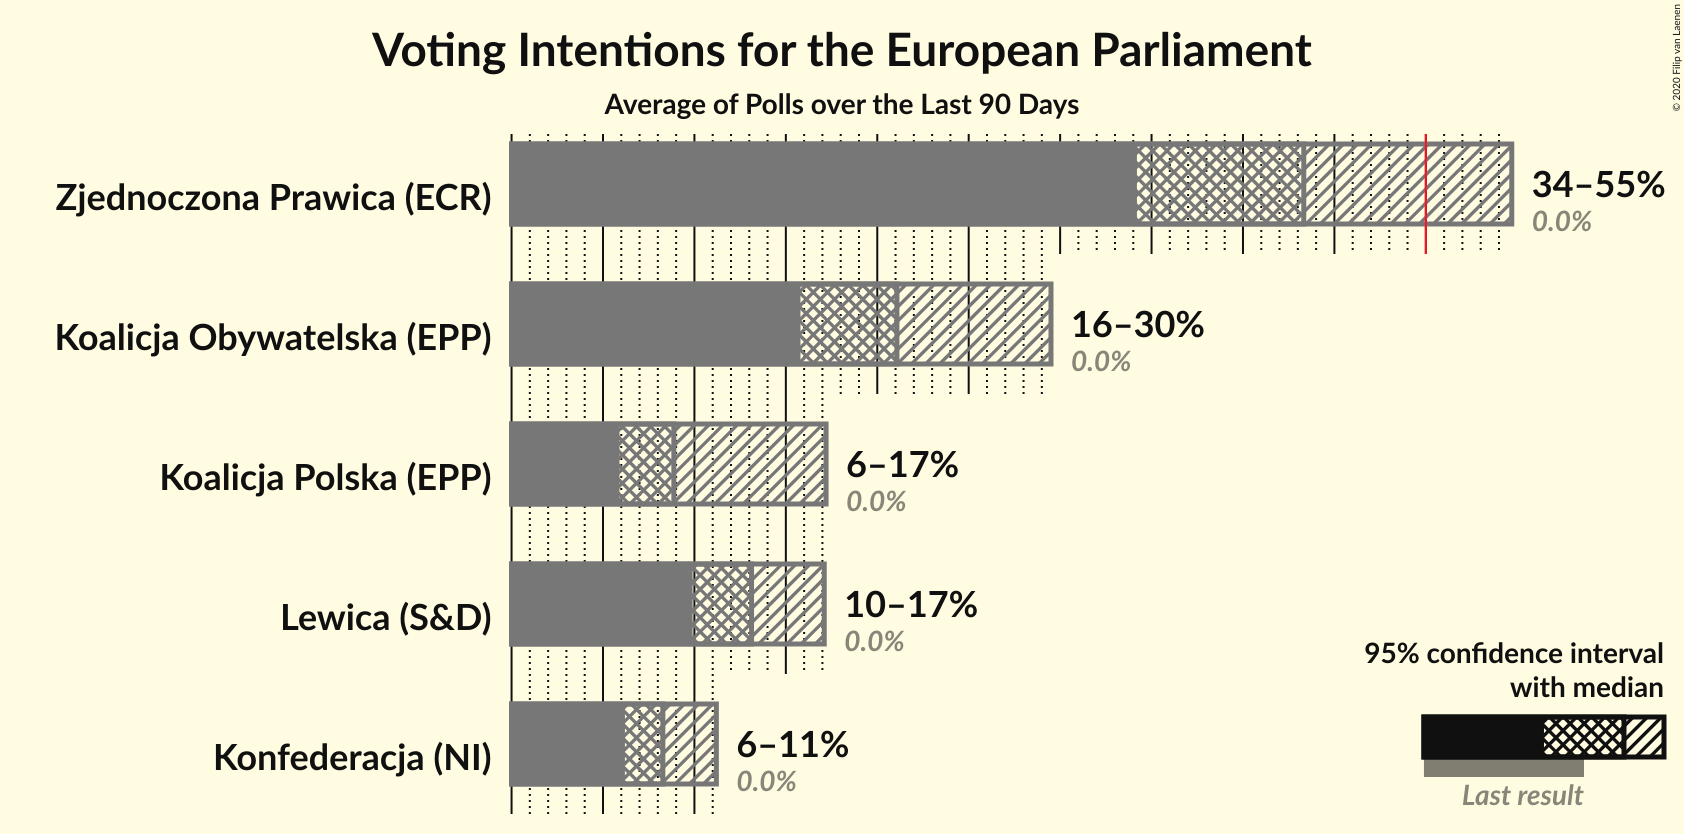 Voting Intentions for the European Parliament
Average of Polls over the Last 90 Days
© 2020 Filip van Laenen
Zjednoczona Prawica (ECR)
34–55%
0.0%
Koalicja Obywatelska (EPP)
16–30%
0.0%
Koalicja Polska (EPP)
6–17%
0.0%
Lewica (S&D)
10–17%
0.0%
Konfederacja (NI)
6–11%
0.0%
95% confidence interval
with median
Last result